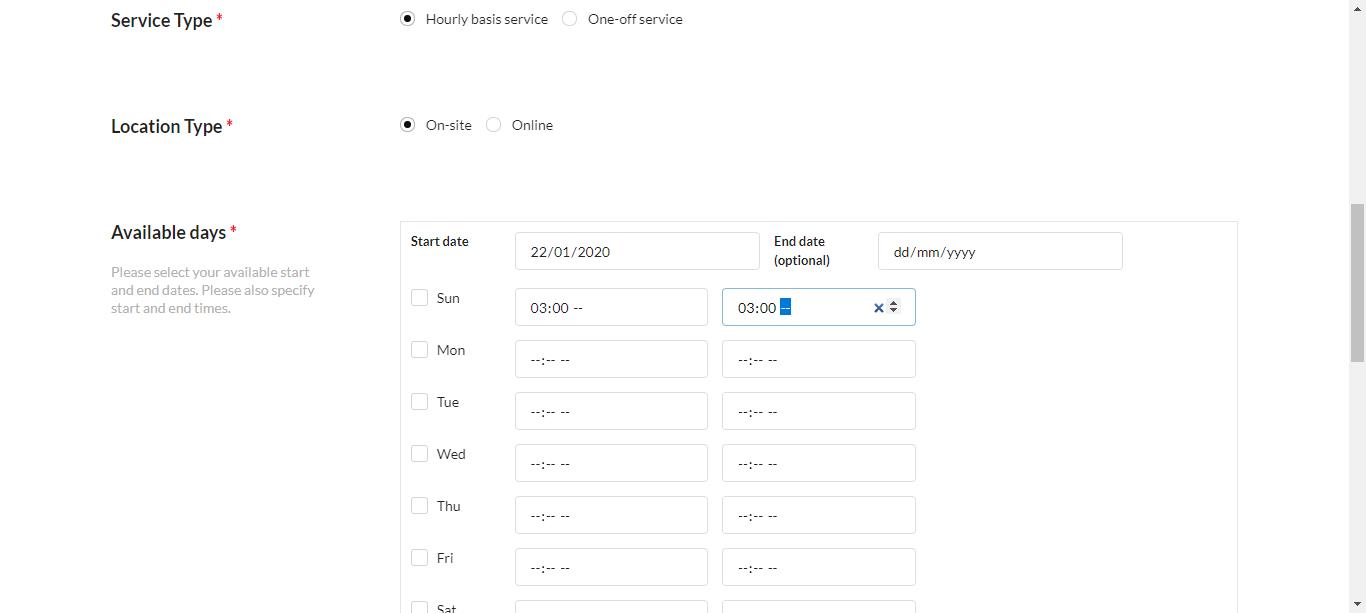 Service Type * Hourly basis service One-off service
Location Type * On-site Online
Available days *
Please select your available start
and end dates. Please also specify
start and end times.
Start date 22/01/2020 End date
(optional) dd/mm/yyyy
Sun 03:00 -- 03:00 --
Mon --:-- -- --:-- --
Tue --:-- -- --:-- --
Wed --:-- -- --:-- --
Thu --:-- -- --:-- --
Fri --:-- -- --:-- --
Sat